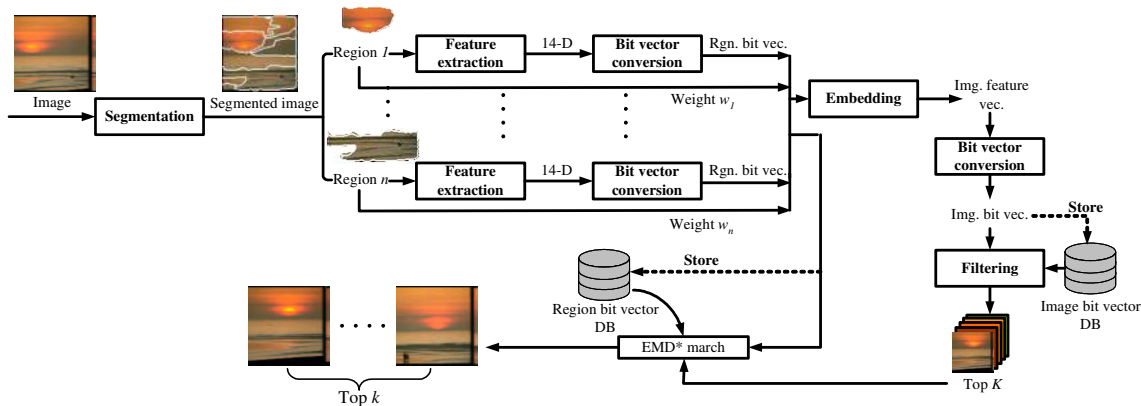 Image
Segmentation
Segmented image
Region 1
Feature
extraction
14-D
Bit vector
conversion
Rgn. bit vec.
Weight w1
Region n
Feature
extraction
14-D
Bit vector
conversion
Rgn. bit vec.
Weight wn
Embedding
Img. feature
vec.
Bit vector
conversion
Img. bit vec.
Store
Filtering
Image bit vector
DB
Top K
Store
Region bit vector
DB
EMD* march
Top k